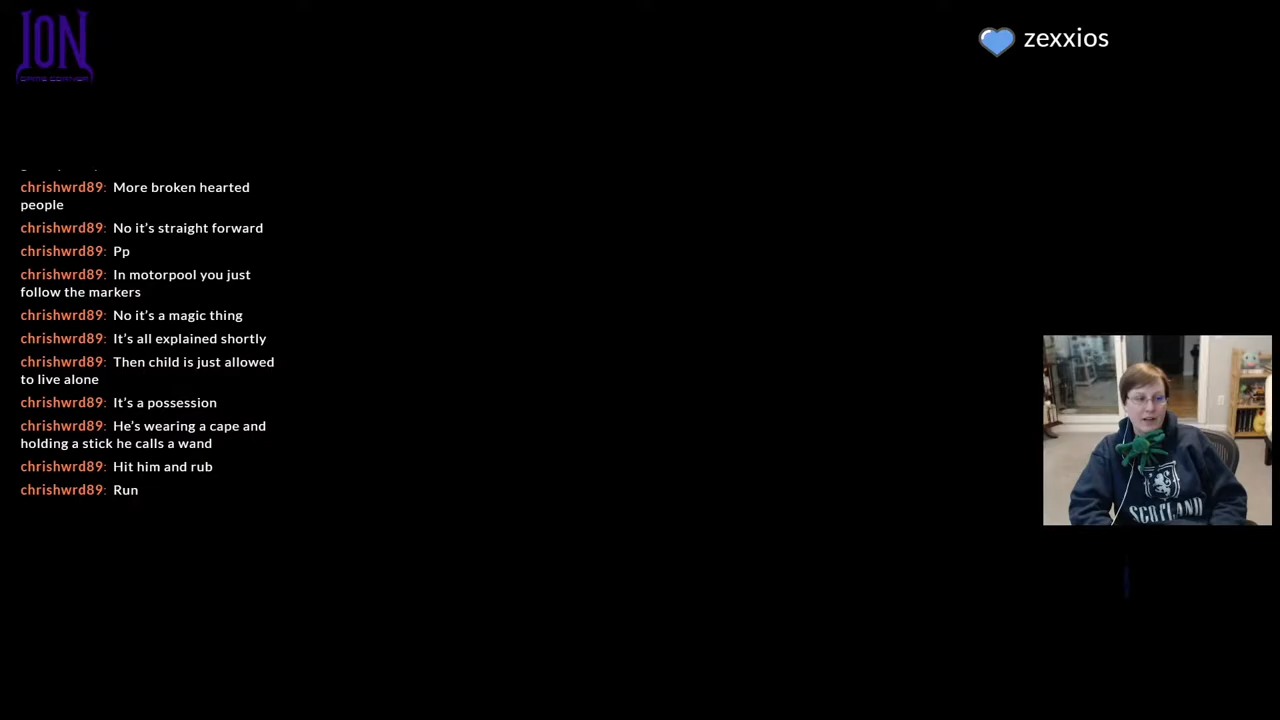 ION
GAME CORNER
zexxios
chrishwrd89: More broken hearted
people
chrishwrd89: No it's straight forward
chrishwrd89: Pp
chrishwrd89: In motorpool you just
follow the markers
chrishwrd89: No it's a magic thing
chrishwrd89: It's all explained shortly
chrishwrd89: Then child is just allowed
to live alone
chrishwrd89: It's a possession
chrishwrd89: He's wearing a cape and
holding a stick he calls a wand
chrishwrd89: Hit him and rub
chrishwrd89: Run
SCOTLAND